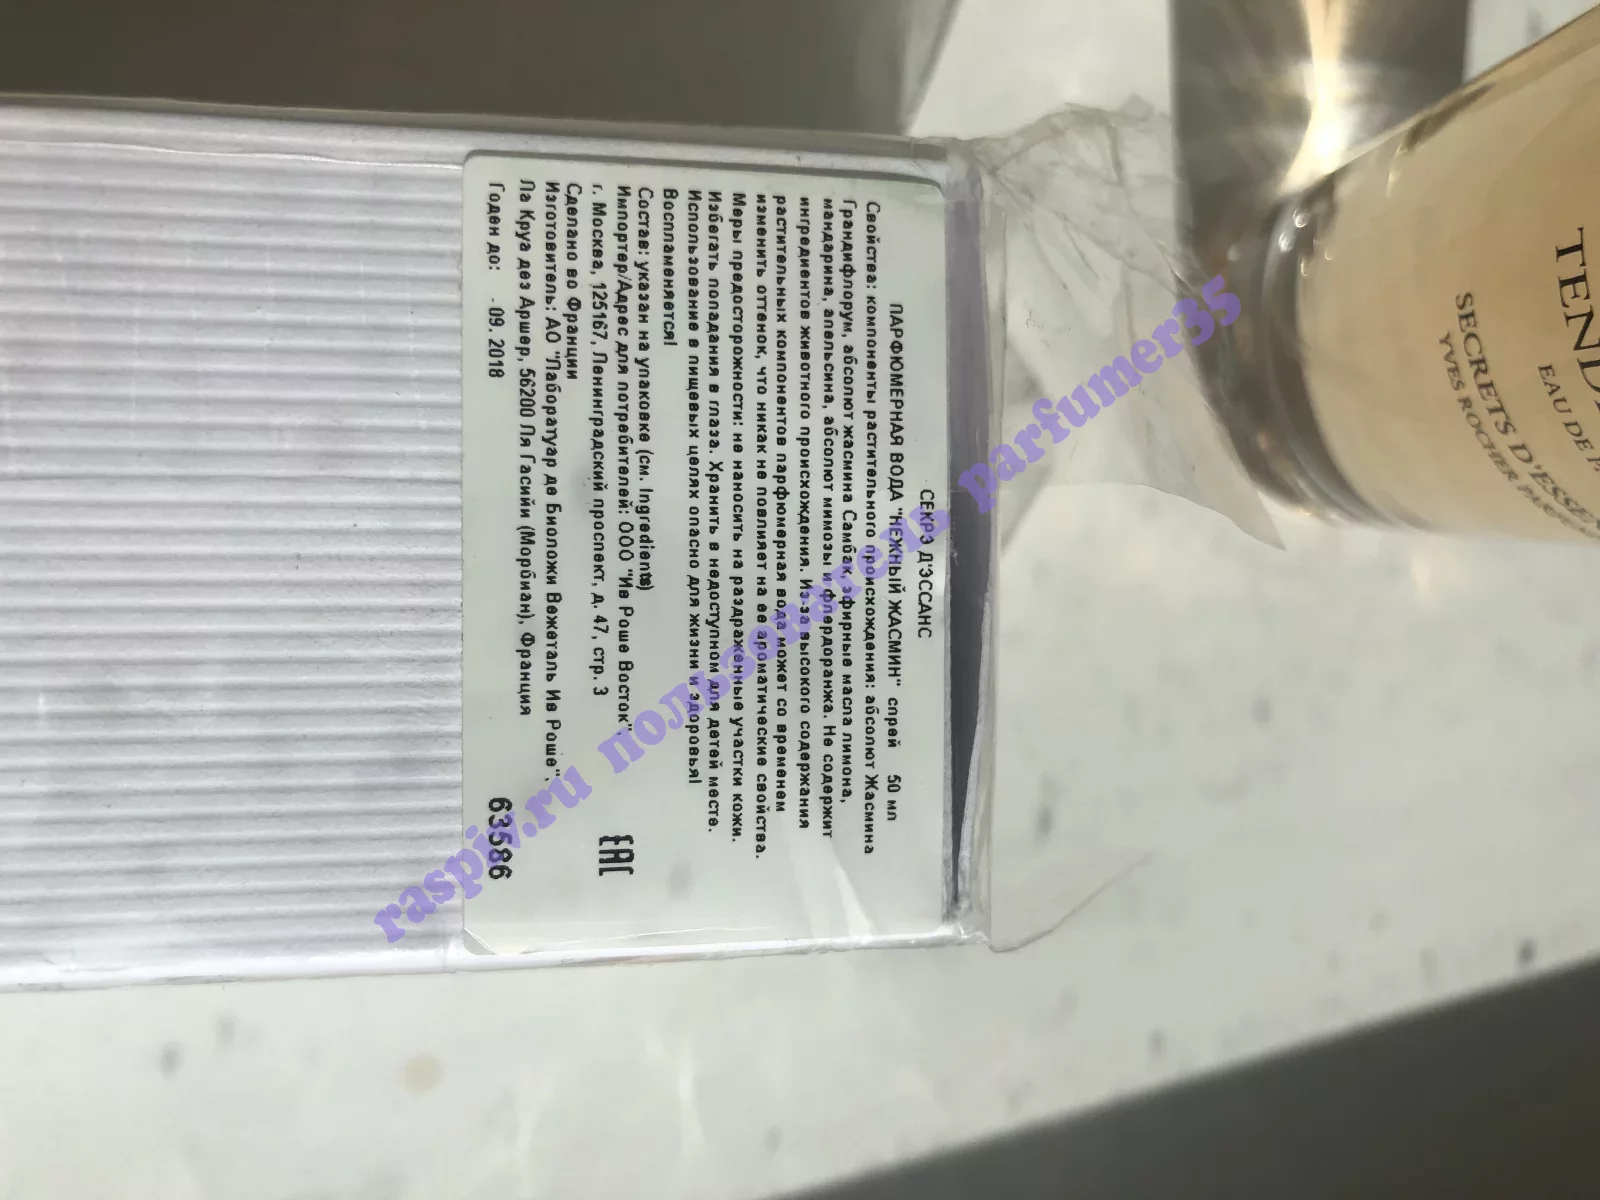 СЕКРЭ Д'ЭССАНС
ПАРФЮМЕРНАЯ ВОДА "НЕЖНЫЙ ЖАСМИН" спрей 50 мл
Свойства: компоненты растительного происхождения: абсолют Жасмина
Грандифлорум, абсолют жасмина Самбак, эфирные масла лимона,
мандарина, апельсина, абсолют мимозы и флердоранжа. Не содержит
ингредиентов животного происхождения. Из-за высокого содержания
растительных компонентов парфюмерная вода может со временем
изменить оттенок, что никак не повлияет на ее ароматические свойства.
Меры предосторожности: не наносить на раздраженные участки кожи.
Избегать попадания в глаза. Хранить в недоступном для детей месте.
Использование в пищевых целях опасно для жизни и здоровья!
Воспламеняется!
Состав: указан на упаковке (см. Ingredients)
Импортер/Адрес для потребителей: ООО "Ив Роше Восток",
г. Москва, 125167, Ленинградский проспект, д. 47, стр. 3
Сделано во Франции
EAC
Изготовитель: АО "Лаборатуар де Биоложи Вежеталь Ив Роше",
Ла Круа дез Аршер, 56200 Ля Гасийи (Морбиан), Франция
Годен до: 09. 2018
63586
TEND
EAU DE P
SECRETS D'ESSEN
YVES ROCHER PA
raspiv.ru пользователь parfumer35